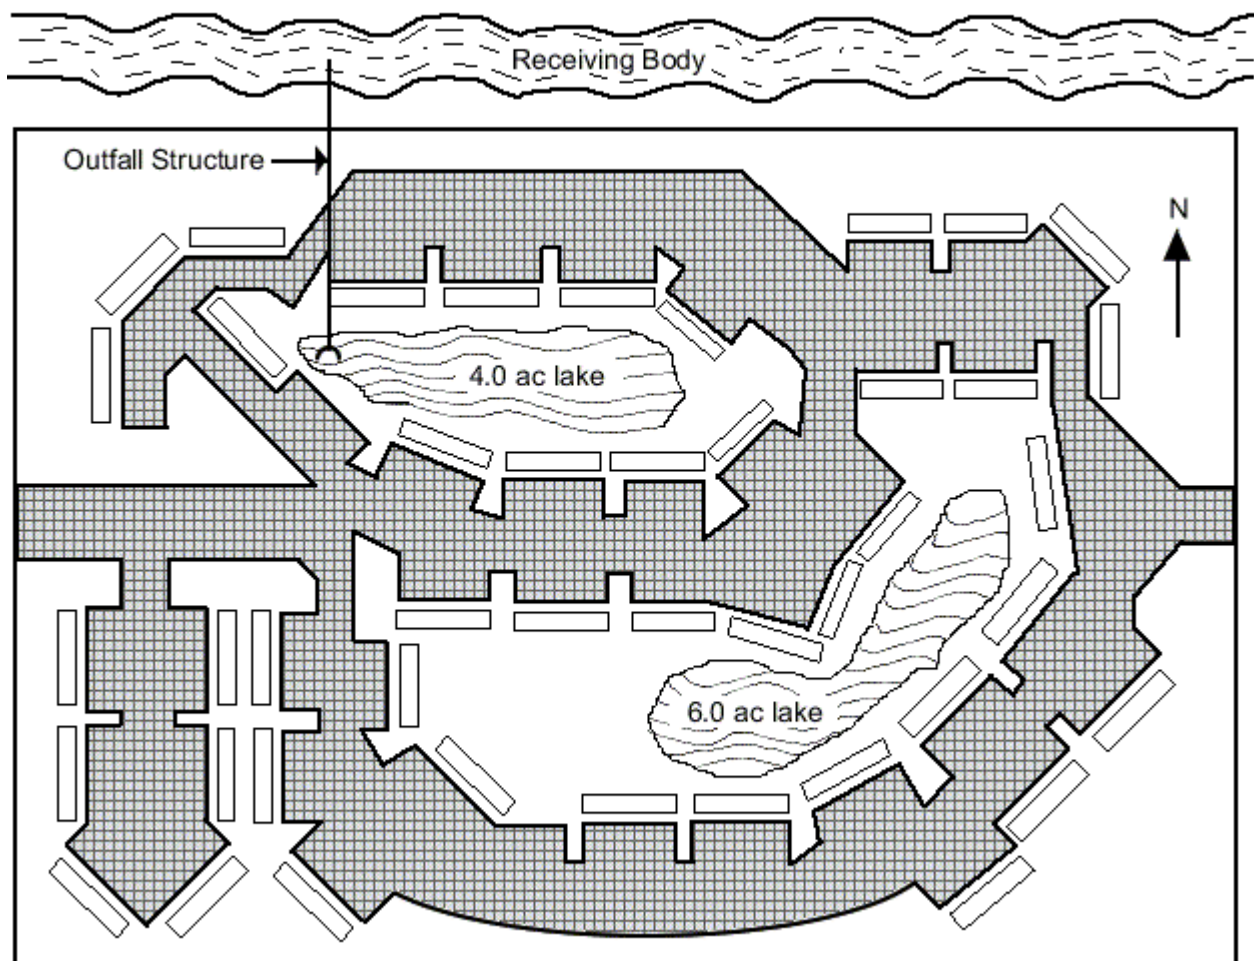 Receiving Body
Outfall Structure
N
4.0 ac lake
6.0 ac lake